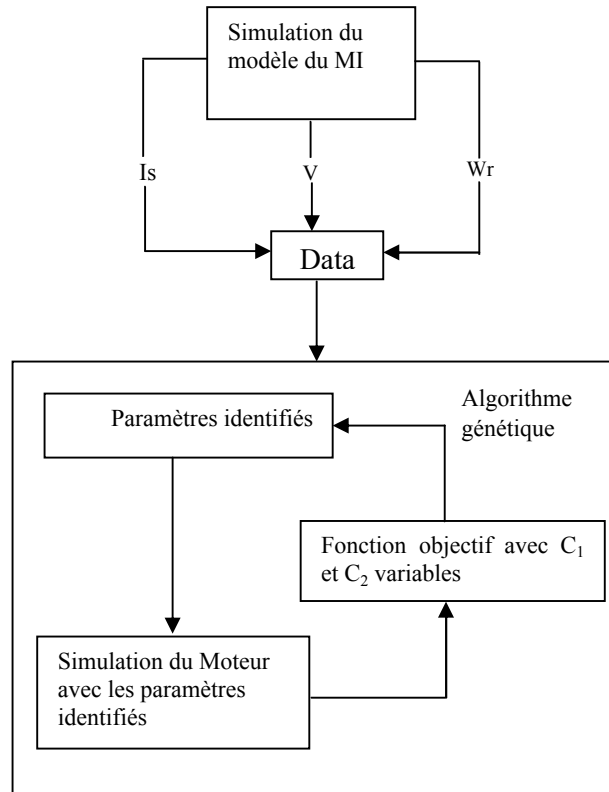 Simulation du
modèle du MI
Is
V
Wr
Data
Paramètres identifiés
Algorithme
génétique
Fonction objectif avec C₁
et C₂ variables
Simulation du Moteur
avec les paramètres
identifiés